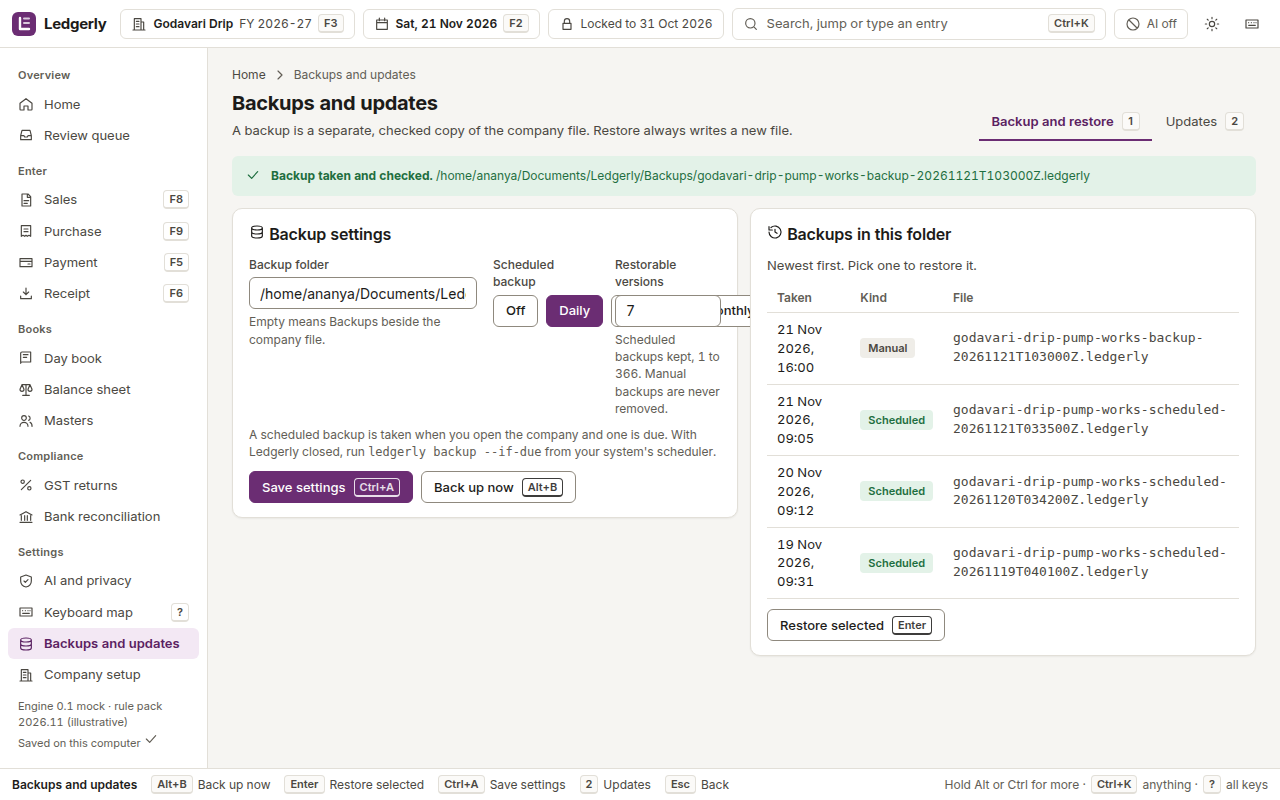 Ledgerly
Godavari Drip FY 2026-27 F3
Sat, 21 Nov 2026 F2
Locked to 31 Oct 2026
Search, jump or type an entry Ctrl+K
AI off
Overview
Home
Review queue
Enter
Sales F8
Purchase F9
Payment F5
Receipt F6
Books
Day book
Balance sheet
Masters
Compliance
GST returns
Bank reconciliation
Settings
AI and privacy
Keyboard map ?
Backups and updates
Company setup
Engine 0.1 mock · rule pack
2026.11 (illustrative)
Saved on this computer
Home > Backups and updates
Backups and updates
A backup is a separate, checked copy of the company file. Restore always writes a new file.
Backup and restore 1
Updates 2
Backup taken and checked. /home/ananya/Documents/Ledgerly/Backups/godavari-drip-pump-works-backup-20261121T103000Z.ledgerly
Backup settings
Backup folder
/home/ananya/Documents/Led
Empty means Backups beside the
company file.
Scheduled
backup
Off
Daily
onthly
Restorable
versions
7
Scheduled
backups kept, 1 to
366. Manual
backups are never
removed.
A scheduled backup is taken when you open the company and one is due. With
Ledgerly closed, run ledgerly backup --if-due from your system's scheduler.
Save settings Ctrl+A
Back up now Alt+B
Backups in this folder
Newest first. Pick one to restore it.
Taken Kind File
21 Nov
2026,
16:00
Manual
godavari-drip-pump-works-backup-
20261121T103000Z.ledgerly
21 Nov
2026,
09:05
Scheduled
godavari-drip-pump-works-scheduled-
20261121T033500Z.ledgerly
20 Nov
2026,
09:12
Scheduled
godavari-drip-pump-works-scheduled-
20261120T034200Z.ledgerly
19 Nov
2026,
09:31
Scheduled
godavari-drip-pump-works-scheduled-
20261119T040100Z.ledgerly
Restore selected Enter
Backups and updates Alt+B Back up now Enter Restore selected Ctrl+A Save settings 2 Updates Esc Back
Hold Alt or Ctrl for more · Ctrl+K anything · ? all keys